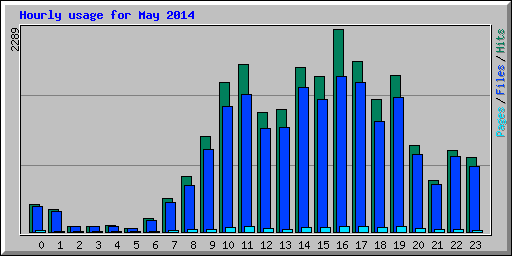 Hourly usage for May 2014
2289
Pages/Files/Hits
0 1 2 3 4 5 6 7 8 9 10 11 12 13 14 15 16 17 18 19 20 21 22 23